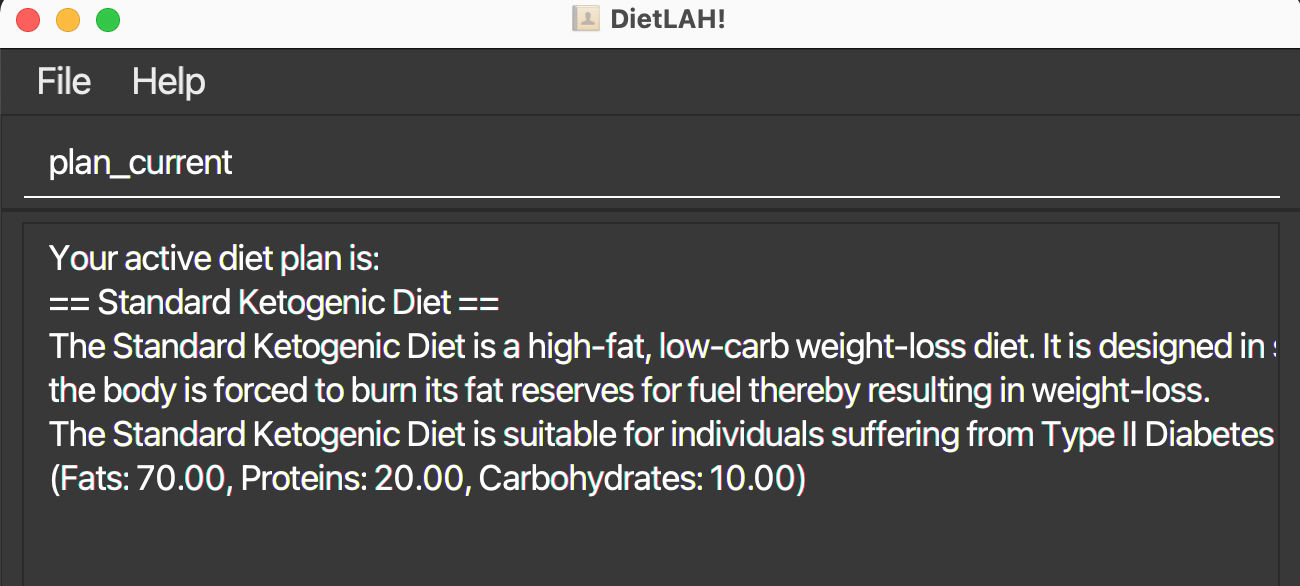 DietLAH!
File Help
plan_current
Your active diet plan is:
== Standard Ketogenic Diet ==
The Standard Ketogenic Diet is a high-fat, low-carb weight-loss diet. It is designed in
the body is forced to burn its fat reserves for fuel thereby resulting in weight-loss.
The Standard Ketogenic Diet is suitable for individuals suffering from Type II Diabetes
(Fats: 70.00, Proteins: 20.00, Carbohydrates: 10.00)